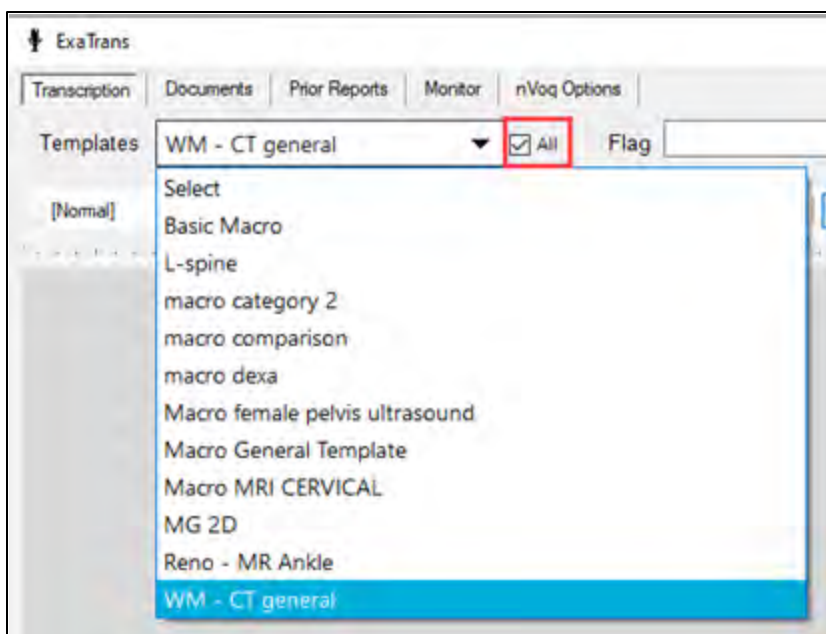 ExaTrans
Transcription Documents Prior Reports Monitor nVoq Options
Templates WM - CT general All Flag
[Normal]
Select
Basic Macro
L-spine
macro category 2
macro comparison
macro dexa
Macro female pelvis ultrasound
Macro General Template
Macro MRI CERVICAL
MG 2D
Reno - MR Ankle
WM - CT general